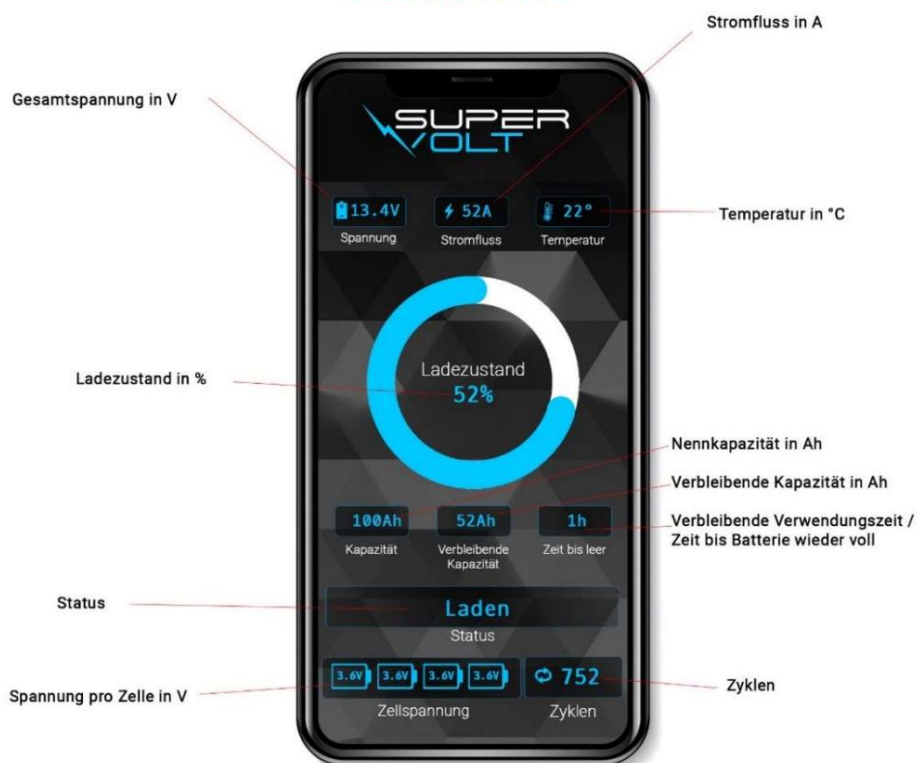 Stromfluss in A
Gesamtspannung in V
SUPER
VOLT
13.4V
52A
22°
Spannung
Stromfluss
Temperatur
Temperatur in °C
Ladezustand
52%
Ladezustand in %
Nennkapazität in Ah
Verbleibende Kapazität in Ah
Verbleibende Verwendungszeit /
Zeit bis Batterie wieder voll
100Ah
52Ah
1h
Kapazität
Verbleibende
Kapazität
Zeit bis leer
Status
Laden
Status
Spannung pro Zelle in V
3.6V 3.6V 3.6V 3.6V
752
Zellspannung
Zyklen
Zyklen